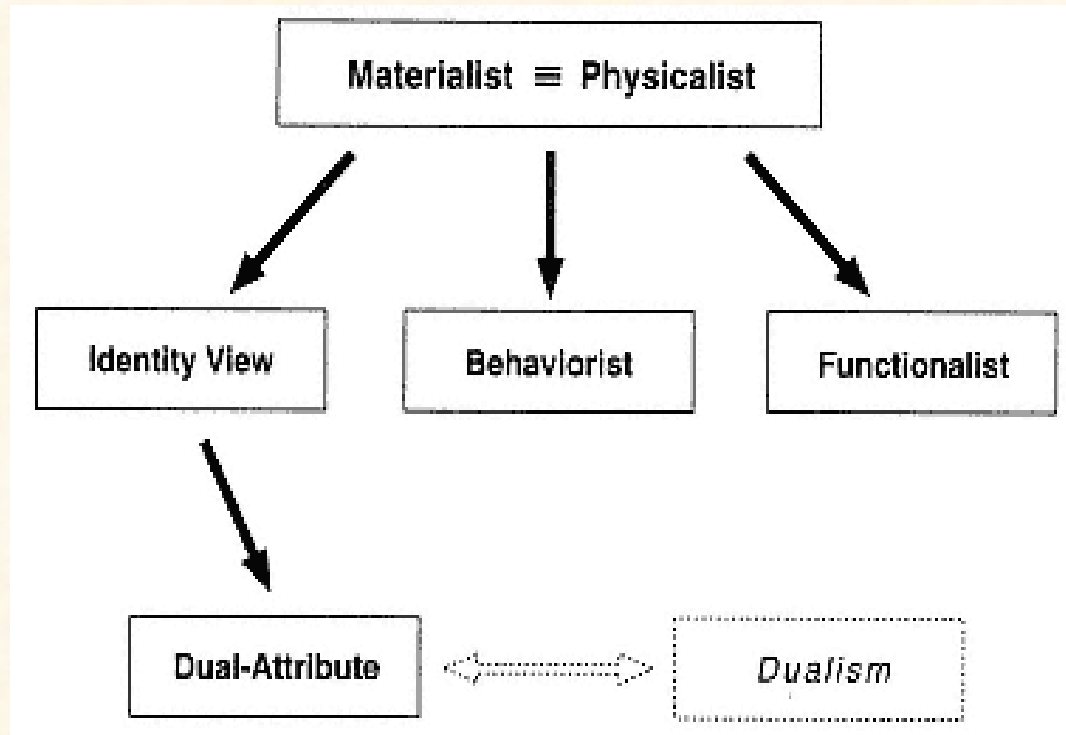 Materialist ≡ Physicalist
Identity View
Behaviorist
Functionalist
Dual-Attribute
Dualism